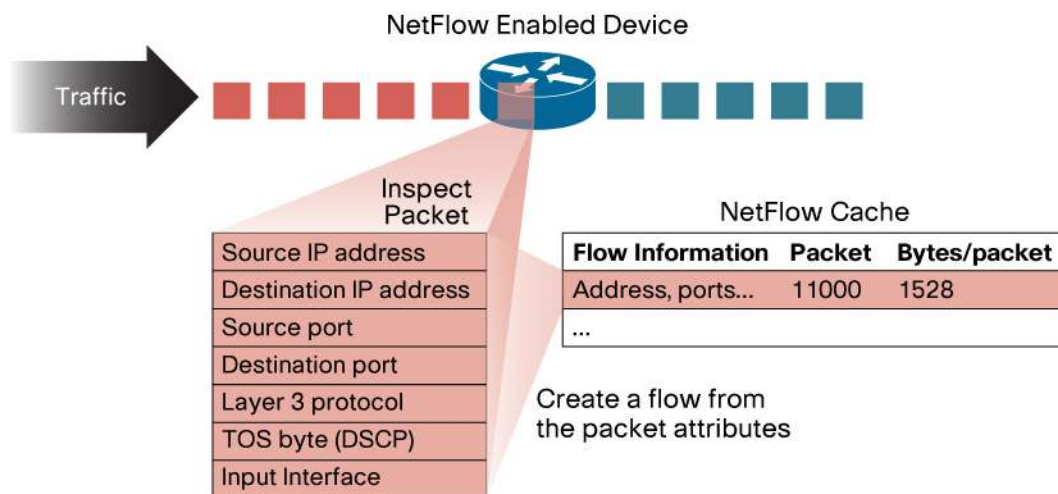 NetFlow Enabled Device
Traffic
Inspect
Packet
Source IP address
Destination IP address
Source port
Destination port
Layer 3 protocol
TOS byte (DSCP)
Input Interface
NetFlow Cache
Flow Information Packet Bytes/packet
Address, ports... 11000 1528
...
Create a flow from
the packet attributes